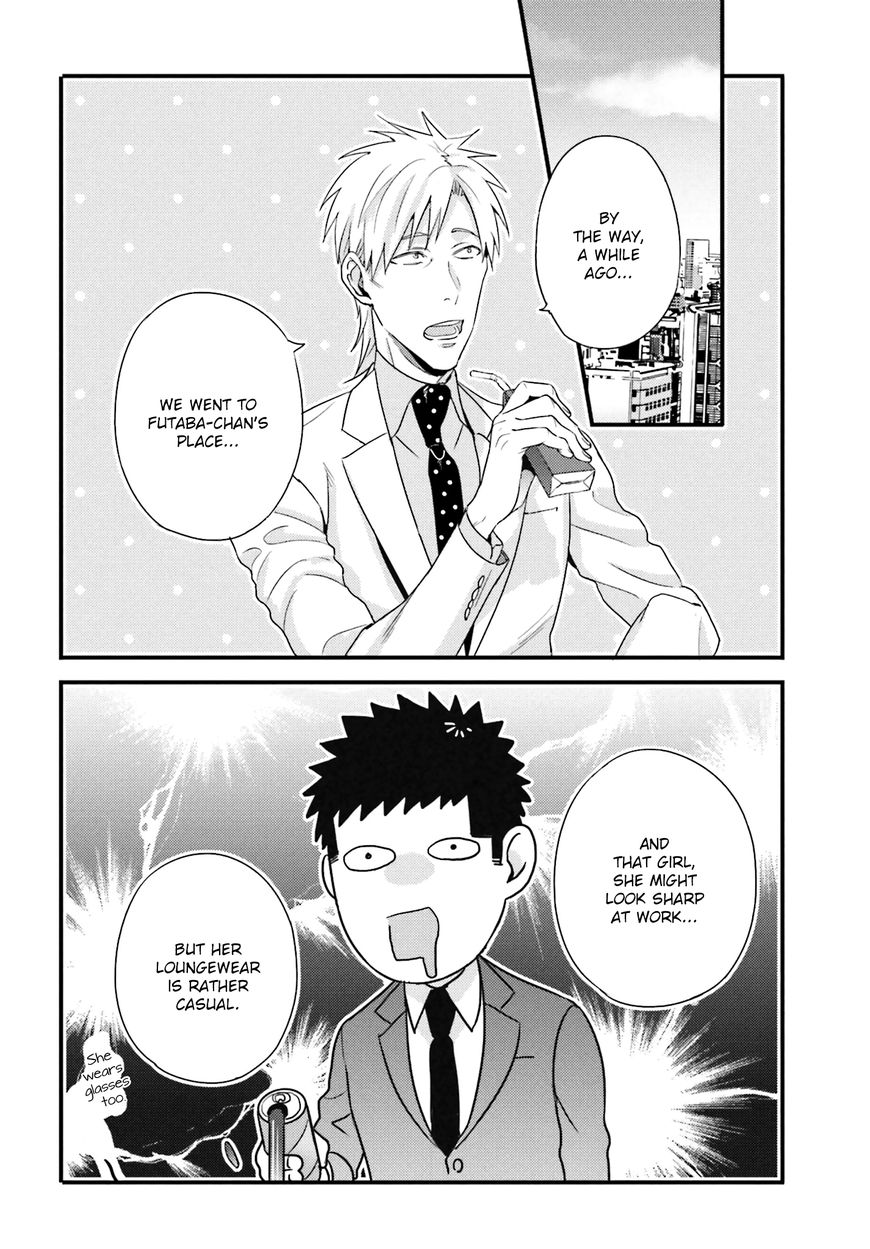 BY
THE WAY,
A WHILE
AGO...
WE WENT TO
FUTABA-CHAN'S
PLACE...
AND
THAT GIRL,
SHE MIGHT
LOOK SHARP
AT WORK...
BUT HER
LOUNGEWEAR
IS RATHER
CASUAL.
She
wears
glasses
too.